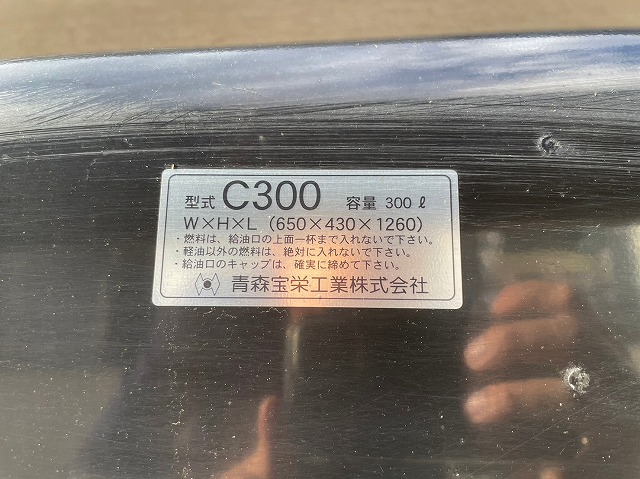 型式 C300 容量 300ℓ
W×H×L (650×430×1260)
・燃料は、給油口の上面一杯まで入れないで下さい。
・軽油以外の燃料は、絶対に入れないで下さい。
・給油口のキャップは、確実に締めて下さい。
青森宝栄工業株式会社